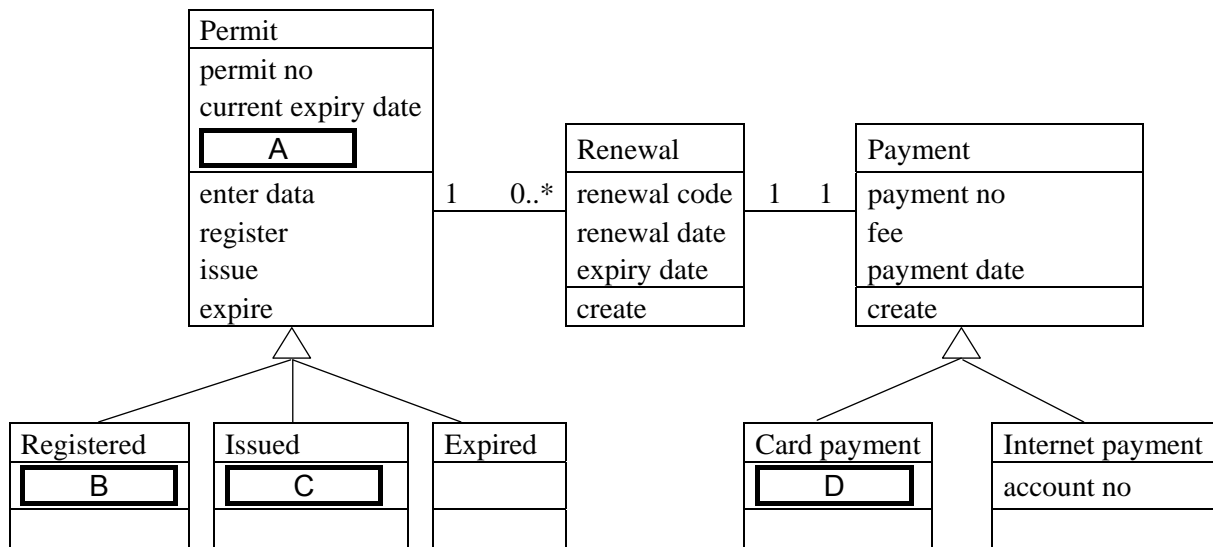 Permit
permit no
current expiry date
A
enter data
register
issue
expire
1 0..*
Renewal
renewal code
renewal date
expiry date
create
1 1
Payment
payment no
fee
payment date
create
Registered
B
Issued
C
Expired
Card payment
D
Internet payment
account no